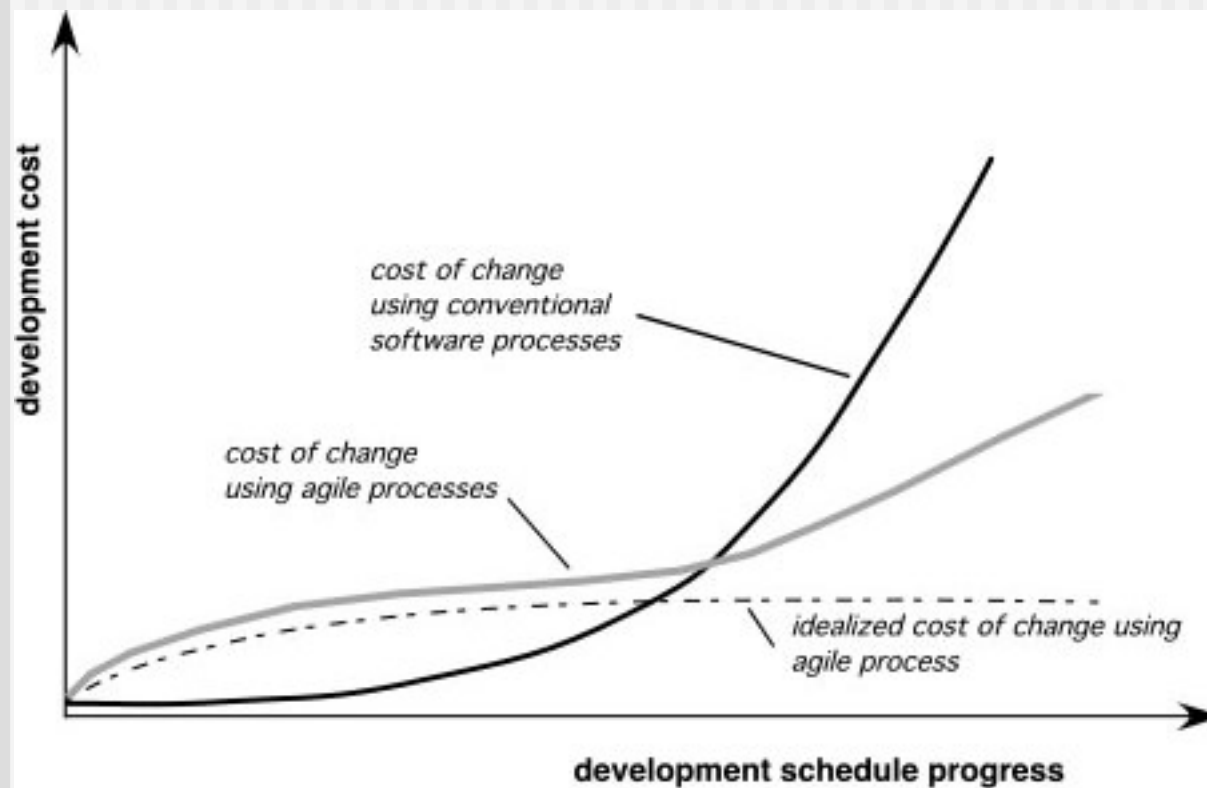 development cost
cost of change
using conventional
software processes
cost of change
using agile processes
idealized cost of change using
agile process
development schedule progress